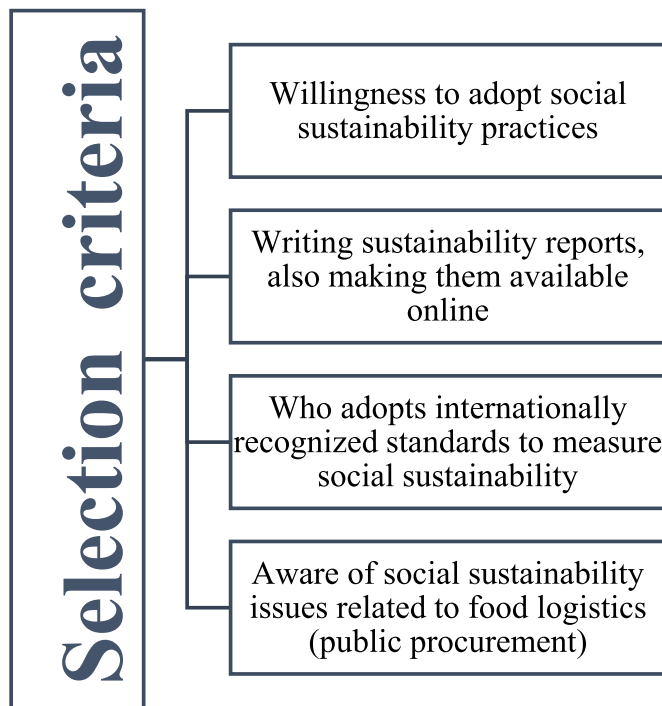 Selection criteria
Willingness to adopt social
sustainability practices
Writing sustainability reports,
also making them available
online
Who adopts internationally
recognized standards to measure
social sustainability
Aware of social sustainability
issues related to food logistics
(public procurement)